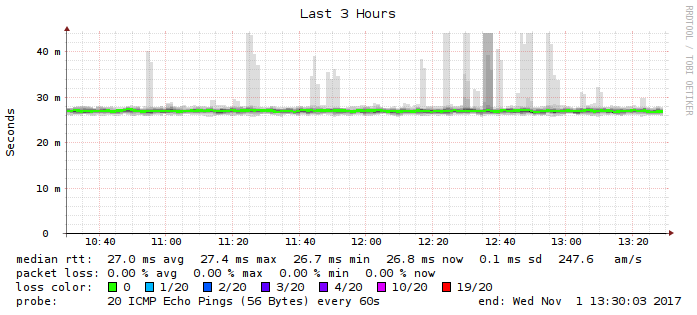 Last 3 Hours
RRDTOOL / TOBI OETIKER
Seconds
40 m
30 m
20 m
10 m
0
10:40 11:00 11:20 11:40 12:00 12:20 12:40 13:00 13:20
median rtt: 27.0 ms avg 27.4 ms max 26.7 ms min 26.8 ms now 0.1 ms sd 247.6 am/s
packet loss: 0.00 % avg 0.00 % max 0.00 % min 0.00 % now
loss color: 0 1/20 2/20 3/20 4/20 10/20 19/20
probe: 20 ICMP Echo Pings (56 Bytes) every 60s end: Wed Nov 1 13:30:03 2017